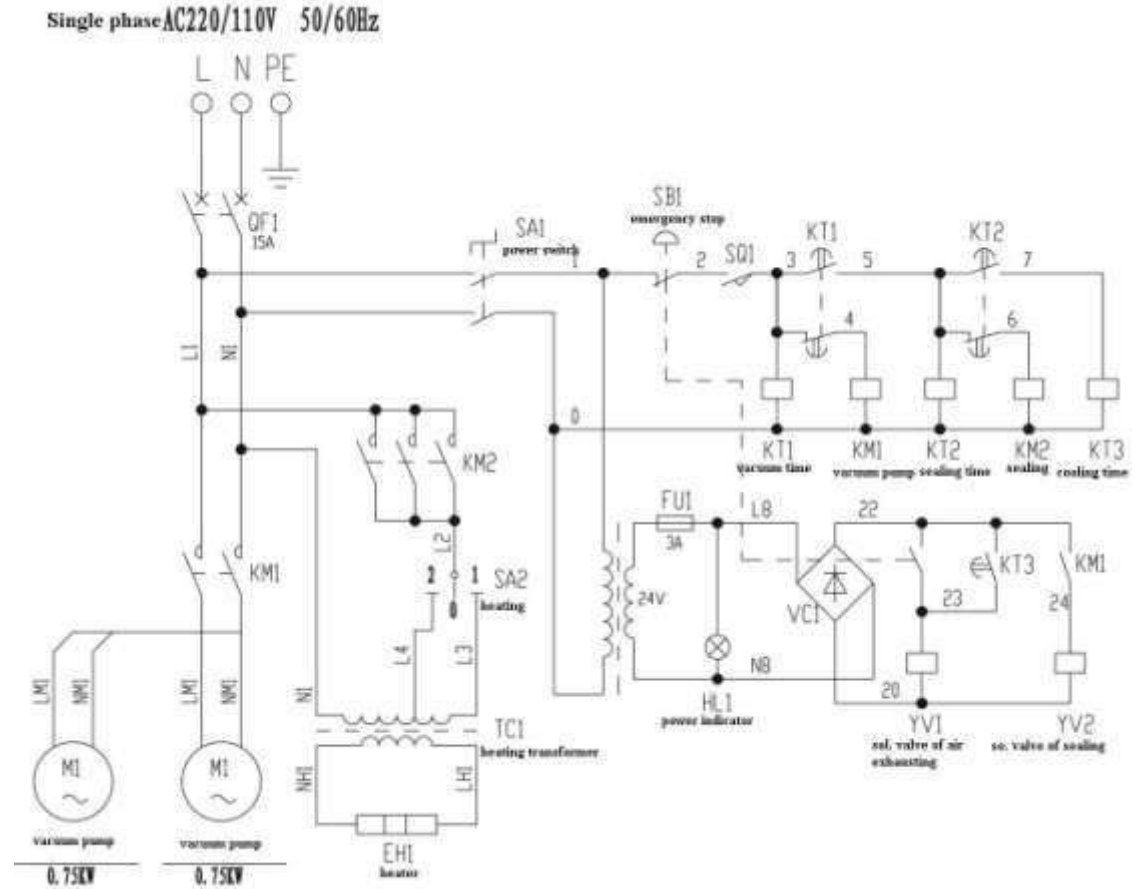 Single phase AC220/110V 50/60Hz
L N PE
QF1
15A
SA1
power switch
1
SB1
emergency stop
2
SQ1
3
KT1
5
KT2
7
4
6
L1
N1
0
KT1
vacuum time
KM1
vacuum pump
KT2
sealing time
KM2
sealing
KT3
cooling time
KM2
L2
2
1
0
SA2
heating
L4
L3
N1
KM1
LM1
NM1
LM1
NM1
TC1
heating transformer
NH1
LH1
EH1
heater
M1
M1
vacuum pump
0.75KW
vacuum pump
0.75KW
FU1
3A
L8
24V
VC1
N8
HL1
power indicator
22
KT3
KM1
23
24
20
YV1
sol. valve of air
exhausting
YV2
so. valve of sealing